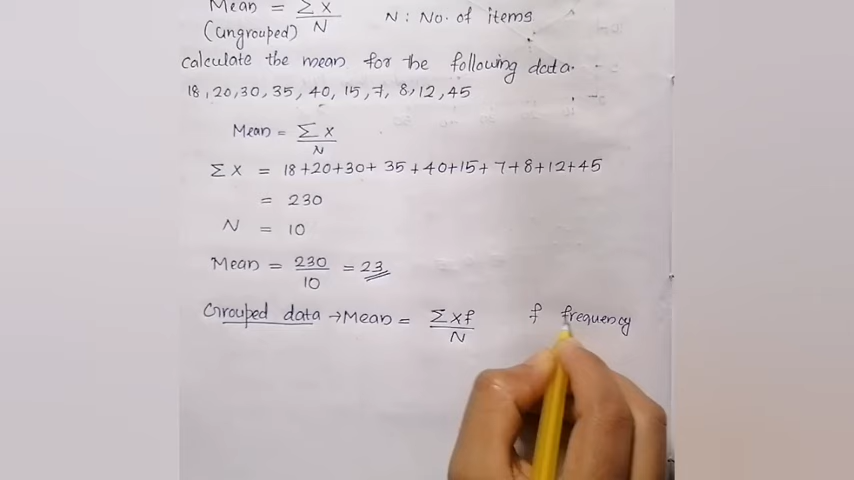 Mean = Σx / N N : No. of items
(ungrouped)
calculate the mean for the following data.
18, 20, 30, 35, 40, 15, 7, 8, 12, 45
Mean = Σx / N
Σx = 18+20+30+35+40+15+7+8+12+45
= 230
N = 10
Mean = 230 / 10 = 23
Grouped data → Mean = Σxf / N f frequency